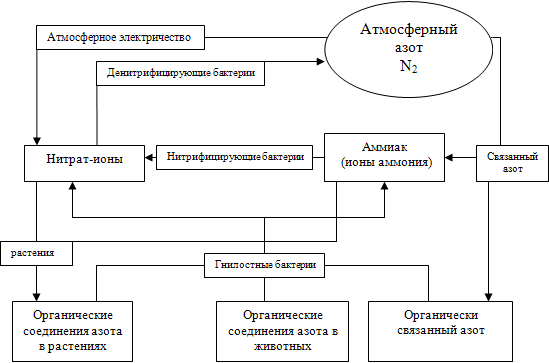 Атмосферное электричество
Атмосферный
азот
N2
Денитрифицирующие бактерии
Нитрат-ионы
Нитрифицирующие бактерии
Аммиак
(ионы аммония)
Связанный
азот
растения
Гнилостные бактерии
Органические
соединения азота
в растениях
Органические
соединения азота в
животных
Органически
связанный азот